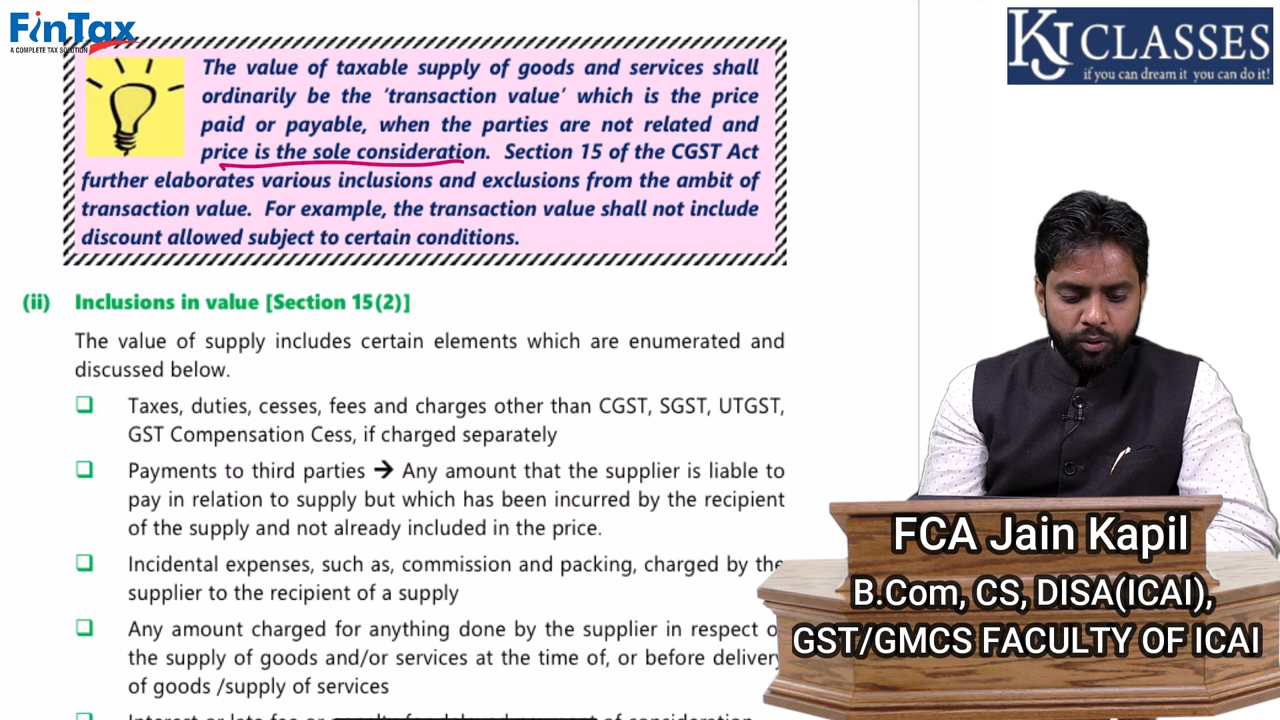 FinTax
A COMPLETE TAX SOLUTION
KJ CLASSES
if you can dream it you can do it!
The value of taxable supply of goods and services shall
ordinarily be the ‘transaction value’ which is the price
paid or payable, when the parties are not related and
price is the sole consideration. Section 15 of the CGST Act
further elaborates various inclusions and exclusions from the ambit of
transaction value. For example, the transaction value shall not include
discount allowed subject to certain conditions.
(ii) Inclusions in value [Section 15(2)]
The value of supply includes certain elements which are enumerated and
discussed below.
Taxes, duties, cesses, fees and charges other than CGST, SGST, UTGST,
GST Compensation Cess, if charged separately
Payments to third parties → Any amount that the supplier is liable to
pay in relation to supply but which has been incurred by the recipient
of the supply and not already included in the price.
Incidental expenses, such as, commission and packing, charged by the
supplier to the recipient of a supply
Any amount charged for anything done by the supplier in respect
the supply of goods and/or services at the time of, or before delivery
of goods /supply of services
Interest or late fee or penalty for delayed payment of consideration
FCA Jain Kapil
B.Com, CS, DISA(ICAI),
GST/GMCS FACULTY OF ICAI